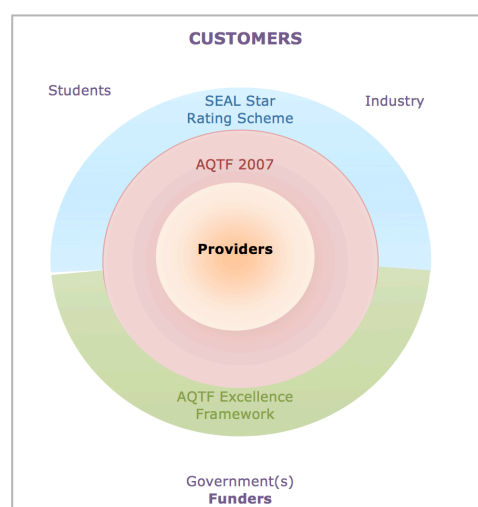 CUSTOMERS
Students
SEAL Star
Rating Scheme
Industry
AQTF 2007
Providers
AQTF Excellence
Framework
Government(s)
Funders